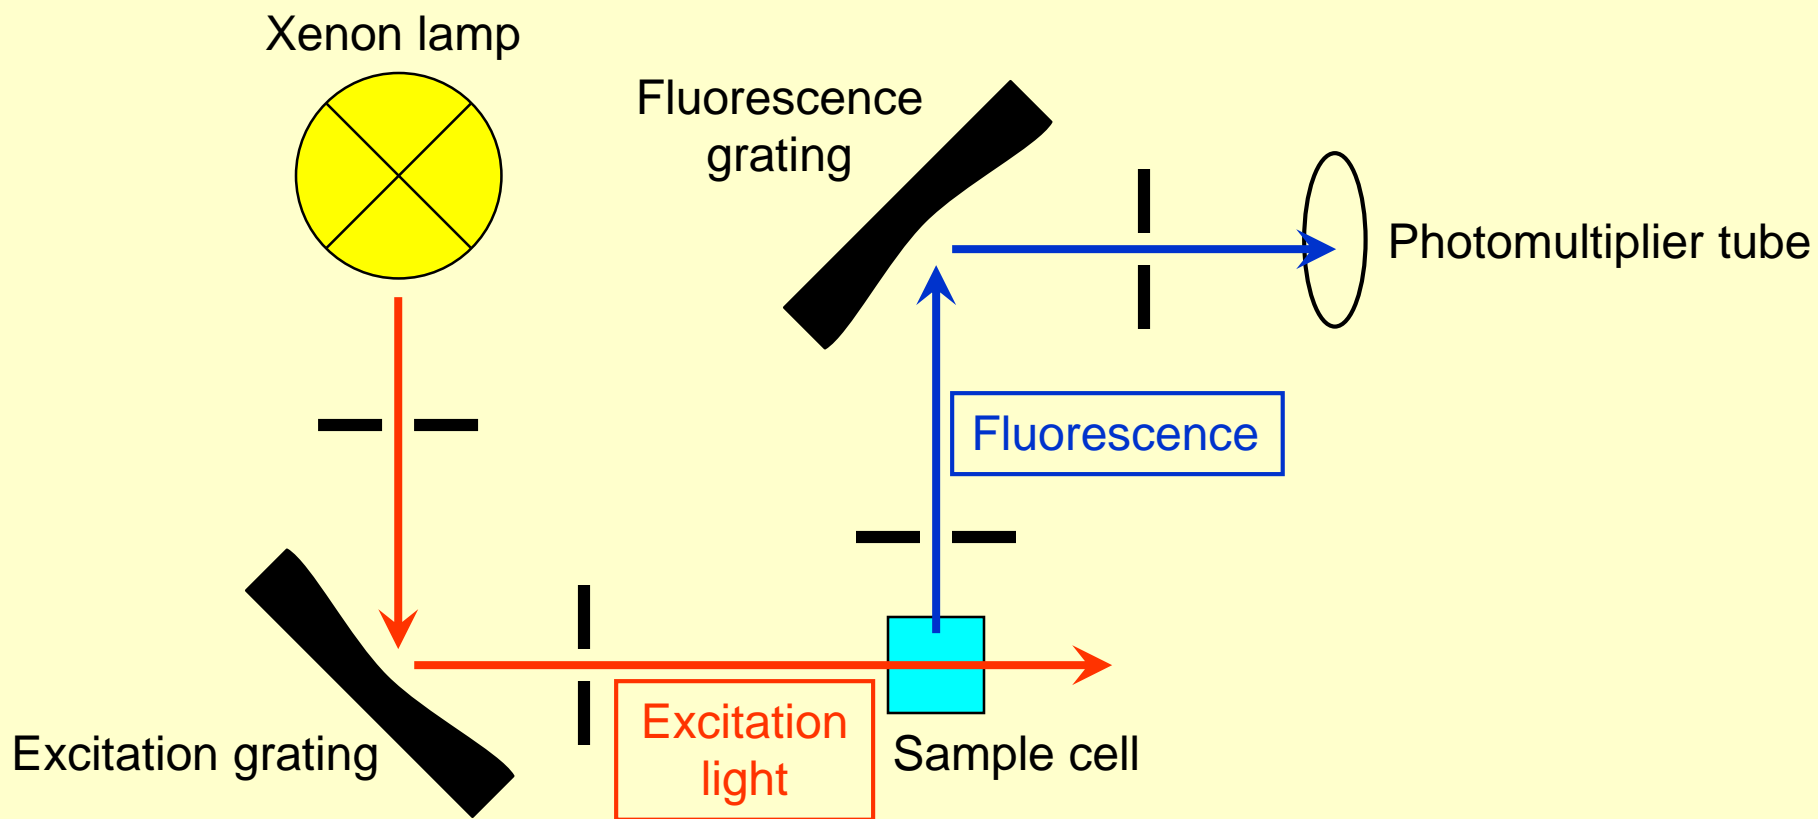 Xenon lamp
Fluorescence
grating
Photomultiplier tube
Fluorescence
Excitation grating
Excitation
light
Sample cell